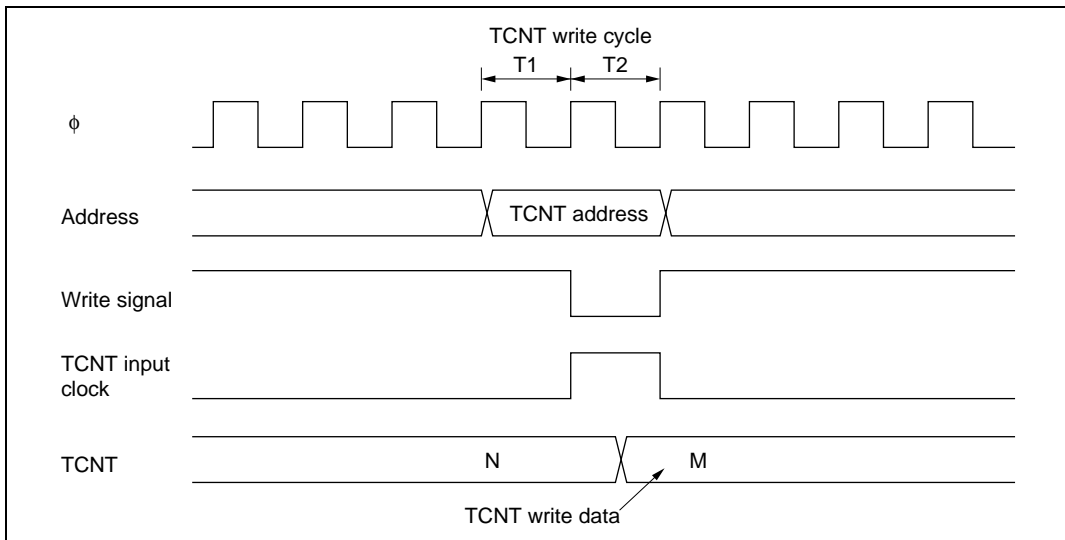 TCNT write cycle
T1 T2
ϕ
Address
TCNT address
Write signal
TCNT input
clock
TCNT
N M
TCNT write data